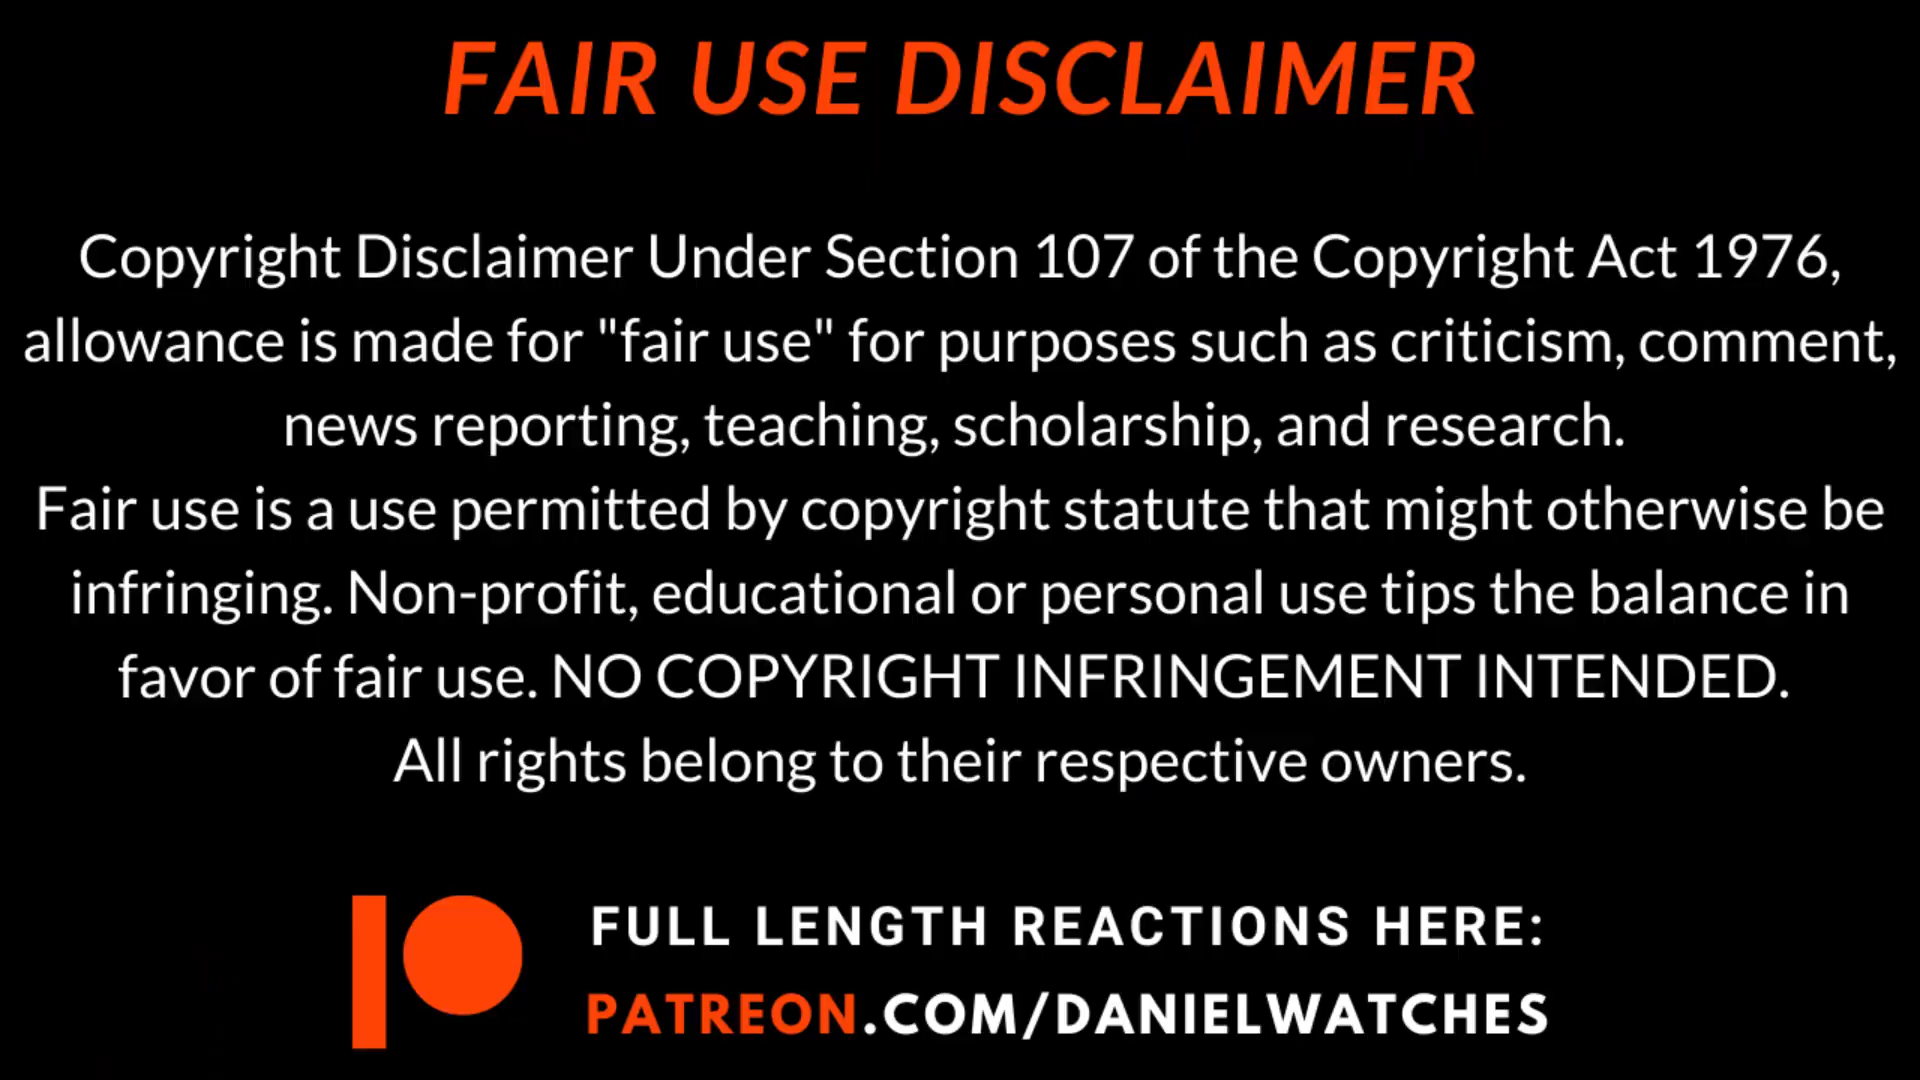 FAIR USE DISCLAIMER
Copyright Disclaimer Under Section 107 of the Copyright Act 1976,
allowance is made for "fair use" for purposes such as criticism, comment,
news reporting, teaching, scholarship, and research.
Fair use is a use permitted by copyright statute that might otherwise be
infringing. Non-profit, educational or personal use tips the balance in
favor of fair use. NO COPYRIGHT INFRINGEMENT INTENDED.
All rights belong to their respective owners.
FULL LENGTH REACTIONS HERE:
PATREON.COM/DANIELWATCHES